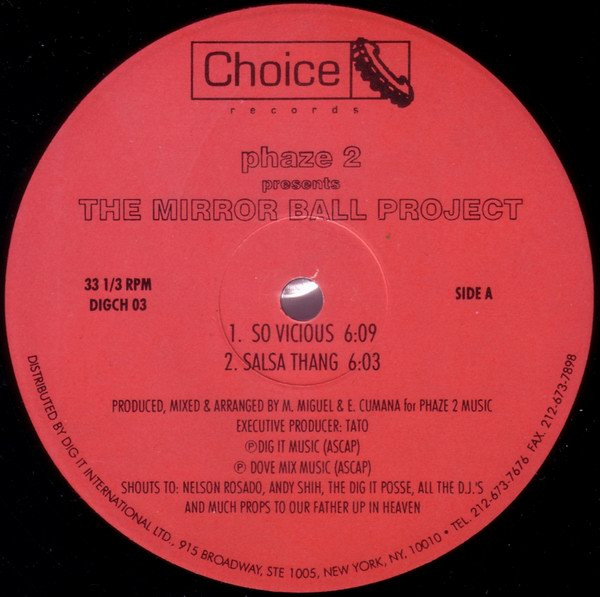 Choice
records
phaze 2
presents
THE MIRROR BALL PROJECT
33 1/3 RPM
DIGCH 03
SIDE A
1. SO VICIOUS 6:09
2. SALSA THANG 6:03
PRODUCED, MIXED & ARRANGED BY M. MIGUEL & E. CUMANA for PHAZE 2 MUSIC
EXECUTIVE PRODUCER: TATO
℗DIG IT MUSIC (ASCAP)
℗ DOVE MIX MUSIC (ASCAP)
SHOUTS TO: NELSON ROSADO, ANDY SHIH, THE DIG IT POSSE, ALL THE D.J.'S
AND MUCH PROPS TO OUR FATHER UP IN HEAVEN
DISTRIBUTED BY DIG IT INTERNATIONAL LTD., 915 BROADWAY, STE 1005, NEW YORK, NY, 10010 • TEL. 212-673-7676 FAX. 212-673-7898